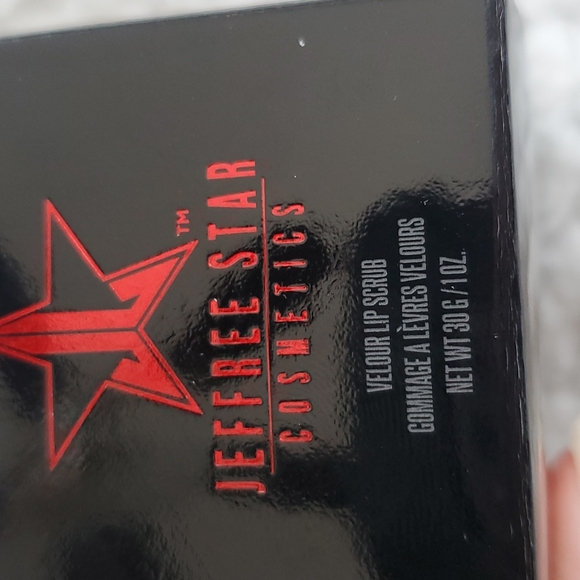 TM
JEFFREE STAR
COSMETICS
VELOUR LIP SCRUB
GOMMAGE A LÈVRES VELOURS
NET WT 30 G / 1 OZ.